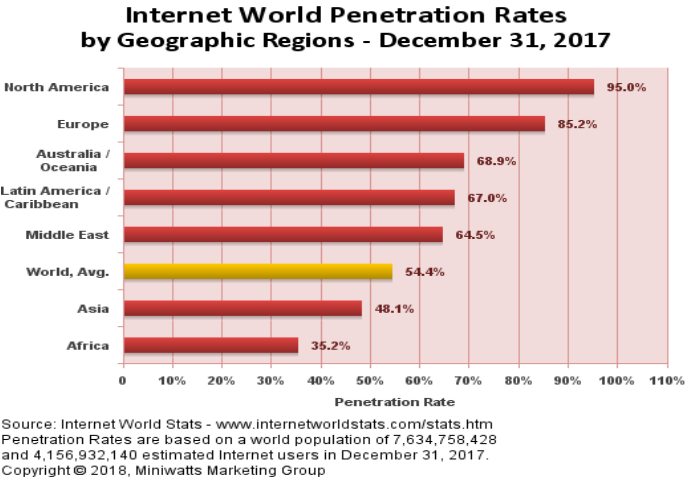 Internet World Penetration Rates
by Geographic Regions - December 31, 2017
North America 95.0%
Europe 85.2%
Australia /
Oceania 68.9%
Latin America /
Caribbean 67.0%
Middle East 64.5%
World, Avg. 54.4%
Asia 48.1%
Africa 35.2%
0 10% 20% 30% 40% 50% 60% 70% 80% 90% 100% 110%
Penetration Rate
Source: Internet World Stats - www.internetworldstats.com/stats.htm
Penetration Rates are based on a world population of 7,634,758,428
and 4,156,932,140 estimated Internet users in December 31, 2017.
Copyright © 2018, Miniwatts Marketing Group